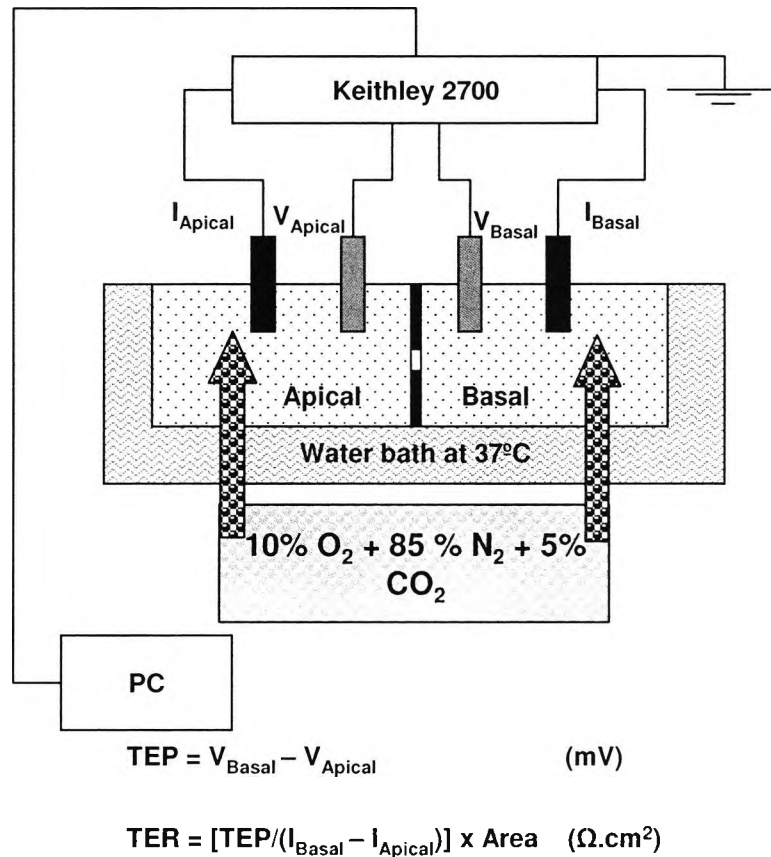 Keithley 2700
I_Apical V_Apical V_Basal I_Basal
Apical Basal
Water bath at 37ºC
10% O₂ + 85 % N₂ + 5%
CO₂
PC
TEP = V_Basal – V_Apical (mV)
TER = [TEP/(I_Basal – i_Apical)] x Area (Ω.cm²)